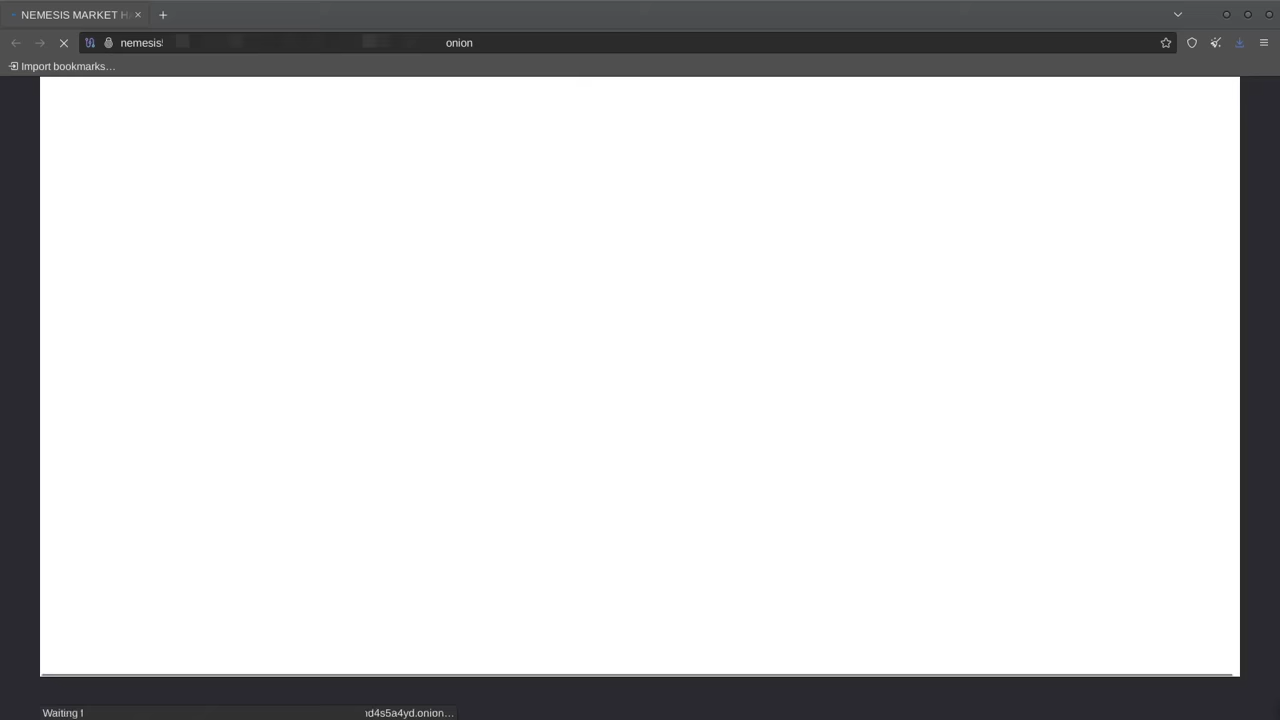 NEMESIS MARKET H
nemesis onion
Import bookmarks…
Waiting f d4s5a4yd.onion…